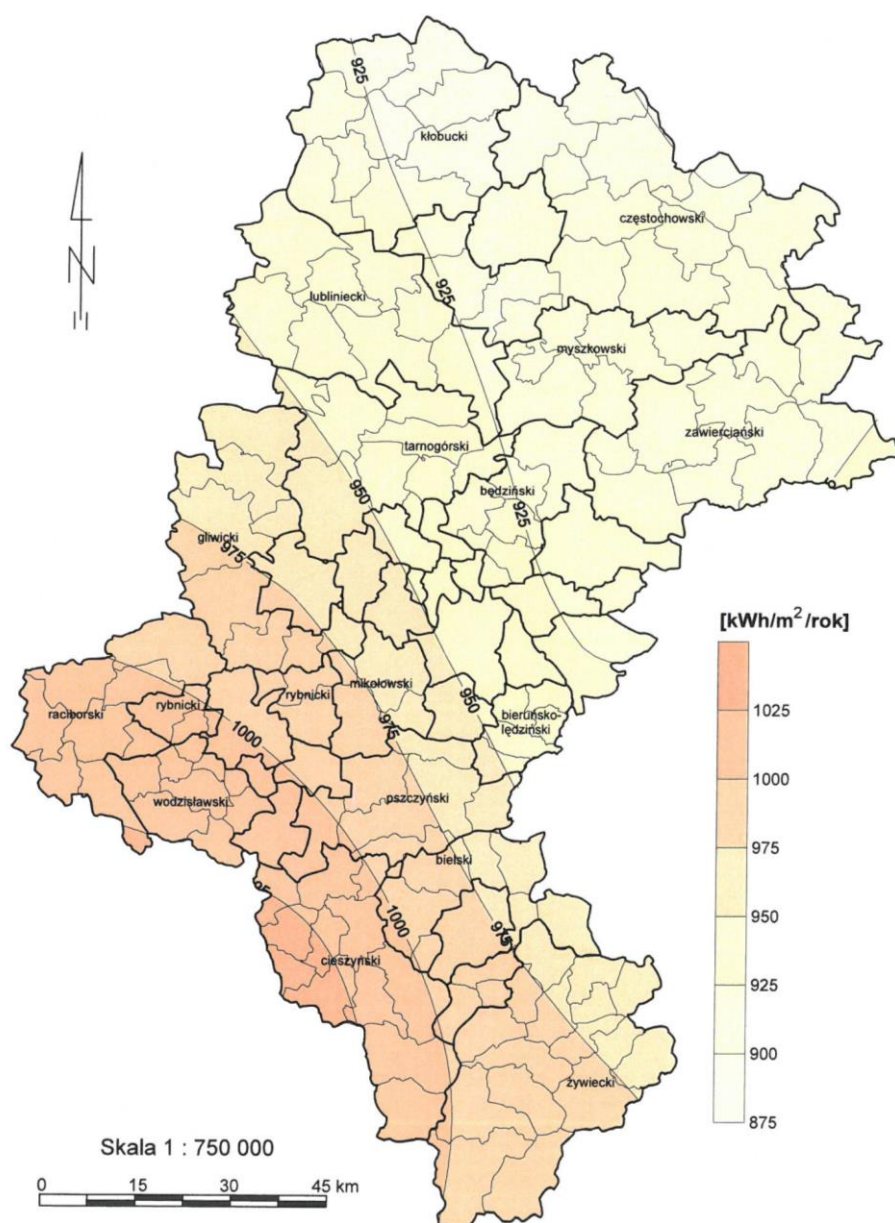 925
kłobucki
częstochowski
N
925
lubliniecki
myszkowski
zawierciański
tarnogórski
będziński
950
925
gliwicki
975
[kWh/m²/rok]
mikołowski
rybnicki
rybnicki
raciborski
950
bieruńsko-
lędziński
1025
975
1000
1000
pszczyński
wodzisławski
975
bielski
950
1000
975
cieszyński
925
900
żywiecki
875
Skala 1 : 750 000
0 15 30 45 km